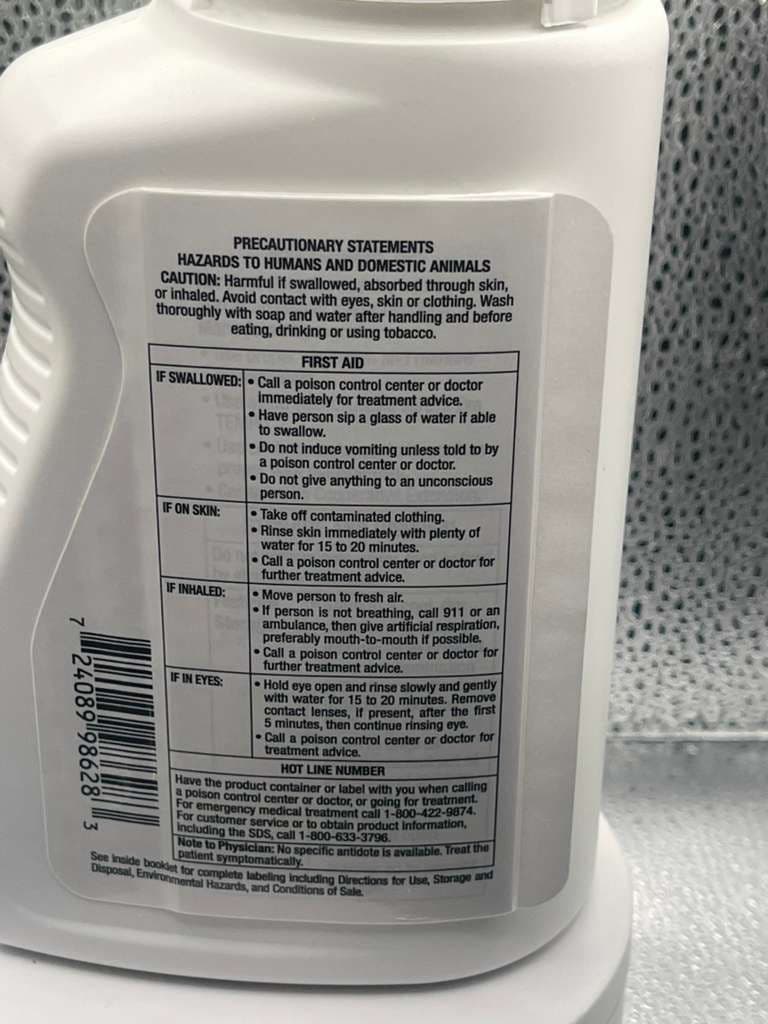 PRECAUTIONARY STATEMENTS
HAZARDS TO HUMANS AND DOMESTIC ANIMALS
CAUTION: Harmful if swallowed, absorbed through skin,
or inhaled. Avoid contact with eyes, skin or clothing. Wash
thoroughly with soap and water after handling and before
eating, drinking or using tobacco.
FIRST AID
IF SWALLOWED: • Call a poison control center or doctor
immediately for treatment advice.
• Have person sip a glass of water if able
to swallow.
• Do not induce vomiting unless told to by
a poison control center or doctor.
• Do not give anything to an unconscious
person.
IF ON SKIN: • Take off contaminated clothing.
• Rinse skin immediately with plenty of
water for 15 to 20 minutes.
• Call a poison control center or doctor for
further treatment advice.
IF INHALED: • Move person to fresh air.
• If person is not breathing, call 911 or an
ambulance, then give artificial respiration,
preferably mouth-to-mouth if possible.
• Call a poison control center or doctor for
further treatment advice.
IF IN EYES: • Hold eye open and rinse slowly and gently
with water for 15 to 20 minutes. Remove
contact lenses, if present, after the first
5 minutes, then continue rinsing eye.
• Call a poison control center or doctor for
treatment advice.
HOT LINE NUMBER
Have the product container or label with you when calling
a poison control center or doctor, or going for treatment.
For emergency medical treatment call 1-800-422-9874.
For customer service or to obtain product information,
including the SDS, call 1-800-633-3796.
Note to Physician: No specific antidote is available. Treat the
patient symptomatically.
See inside booklet for complete labeling including Directions for Use, Storage and
Disposal, Environmental Hazards, and Conditions of Sale.
7 24089 98628 3